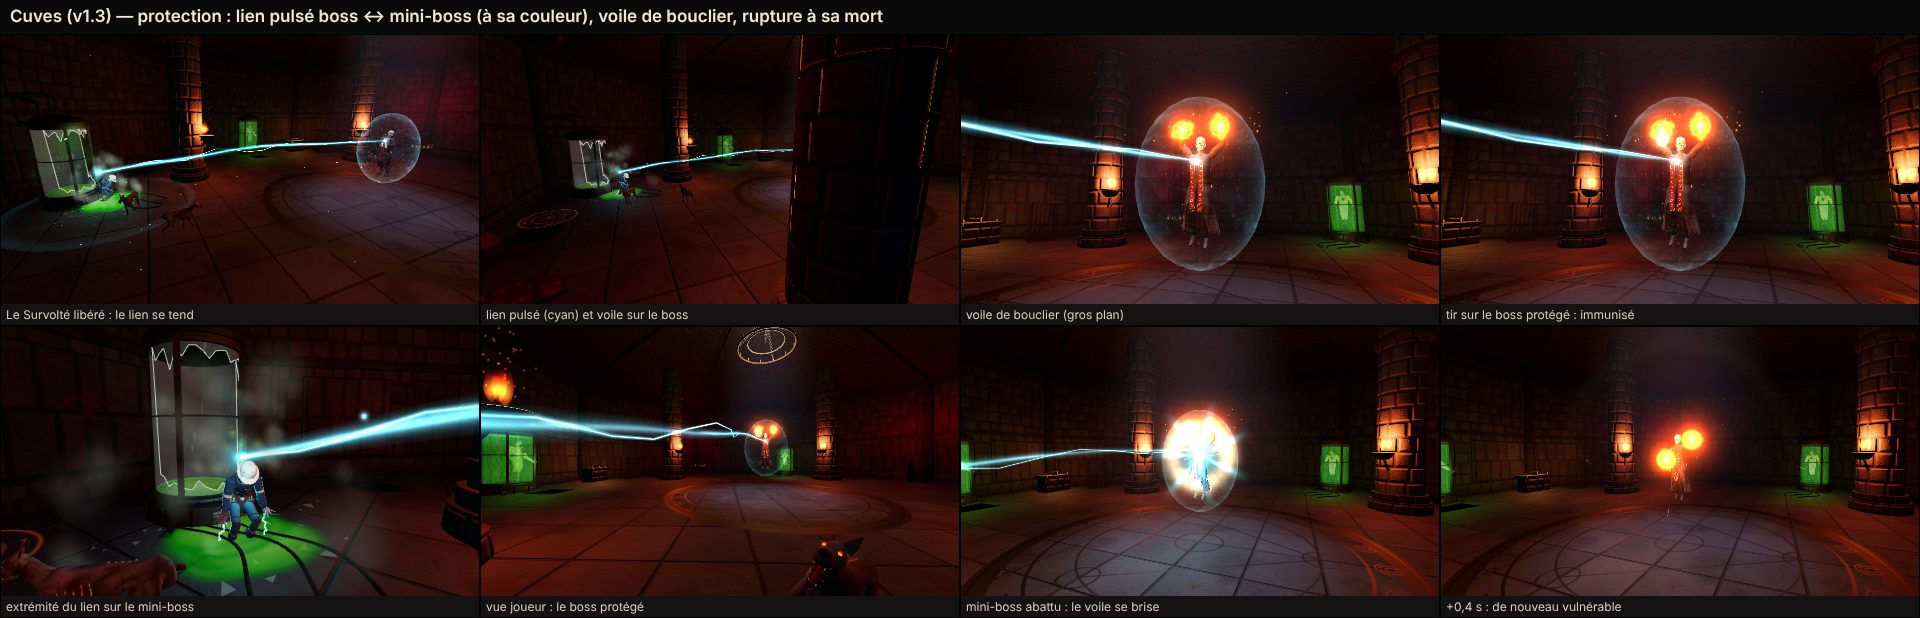 Cuves (v1.3) — protection : lien pulsé boss ↔ mini-boss (à sa couleur), voile de bouclier, rupture à sa mort
Le Survolté libéré : le lien se tend
lien pulsé (cyan) et voile sur le boss
voile de bouclier (gros plan)
tir sur le boss protégé : immunisé
extrémité du lien sur le mini-boss
vue joueur : le boss protégé
mini-boss abattu : le voile se brise
+0,4 s : de nouveau vulnérable